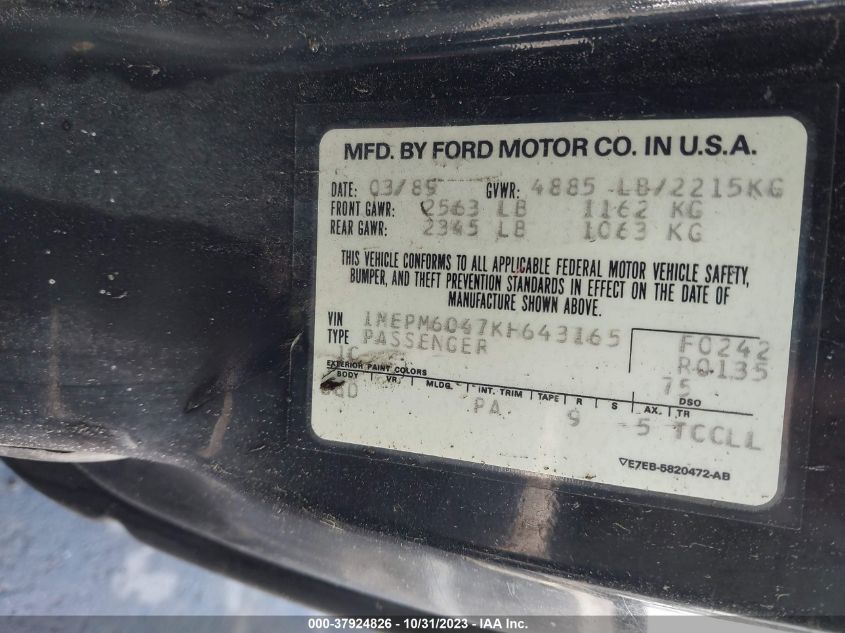 MFD. BY FORD MOTOR CO. IN U.S.A.
DATE: 03/89 GVWR: 4885 LB/2215KG
FRONT GAWR: 2563 LB 1162 KG
REAR GAWR: 2345 LB 1063 KG
THIS VEHICLE CONFORMS TO ALL APPLICABLE FEDERAL MOTOR VEHICLE SAFETY,
BUMPER, AND THEFT PREVENTION STANDARDS IN EFFECT ON THE DATE OF
MANUFACTURE SHOWN ABOVE.
VIN 1MEPM6047KH643165
TYPE PASSENGER F0242
1C R0135
EXTERIOR PAINT COLORS 75 DSO
BODY VR. MLDG. INT. TRIM TAPE R S AX. TR
PA 9 5 TCCLL
E7EB-5820472-AB
000-37924826 - 10/31/2023 - IAA Inc.